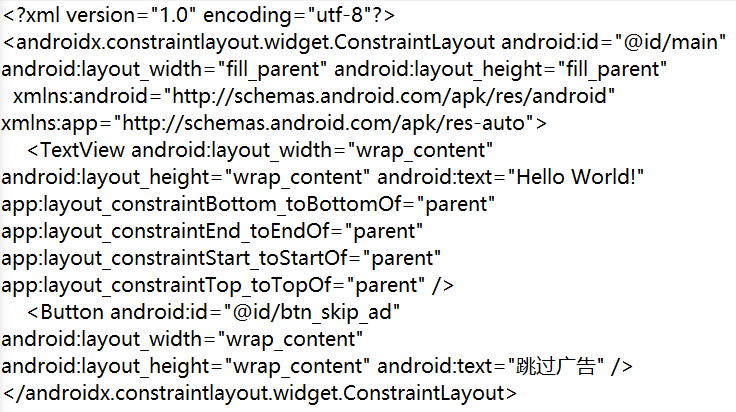 <?xml version="1.0" encoding="utf-8"?>
<androidx.constraintlayout.widget.ConstraintLayout android:id="@id/main"
android:layout_width="fill_parent" android:layout_height="fill_parent"
  xmlns:android="http://schemas.android.com/apk/res/android"
xmlns:app="http://schemas.android.com/apk/res-auto">
    <TextView android:layout_width="wrap_content"
android:layout_height="wrap_content" android:text="Hello World!"
app:layout_constraintBottom_toBottomOf="parent"
app:layout_constraintEnd_toEndOf="parent"
app:layout_constraintStart_toStartOf="parent"
app:layout_constraintTop_toTopOf="parent" />
    <Button android:id="@id/btn_skip_ad"
android:layout_width="wrap_content"
android:layout_height="wrap_content" android:text="跳过广告" />
</androidx.constraintlayout.widget.ConstraintLayout>